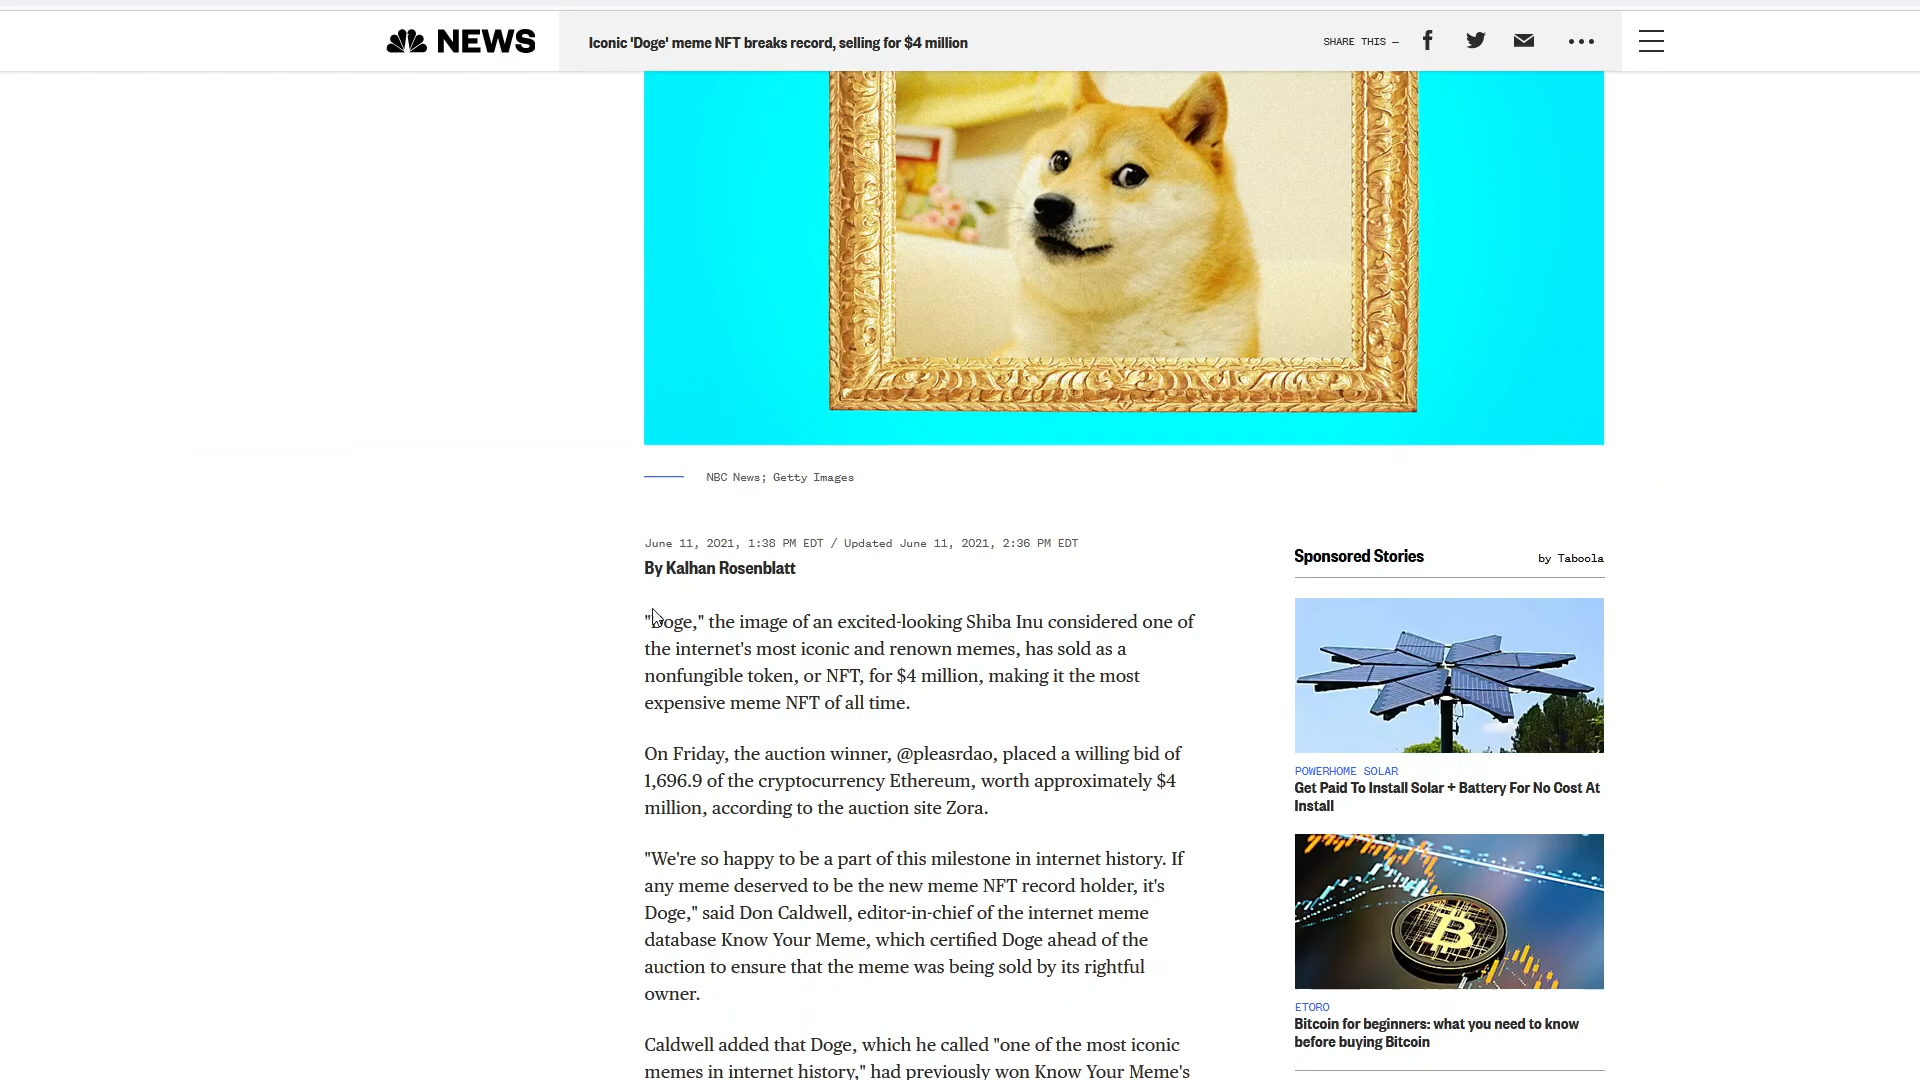 NEWS
Iconic 'Doge' meme NFT breaks record, selling for $4 million
SHARE THIS —
NBC News; Getty Images
June 11, 2021, 1:38 PM EDT / Updated June 11, 2021, 2:36 PM EDT
By Kalhan Rosenblatt
"Doge," the image of an excited-looking Shiba Inu considered one of
the internet's most iconic and renown memes, has sold as a
nonfungible token, or NFT, for $4 million, making it the most
expensive meme NFT of all time.
On Friday, the auction winner, @pleasrdao, placed a willing bid of
1,696.9 of the cryptocurrency Ethereum, worth approximately $4
million, according to the auction site Zora.
"We're so happy to be a part of this milestone in internet history. If
any meme deserved to be the new meme NFT record holder, it's
Doge," said Don Caldwell, editor-in-chief of the internet meme
database Know Your Meme, which certified Doge ahead of the
auction to ensure that the meme was being sold by its rightful
owner.
Caldwell added that Doge, which he called "one of the most iconic
memes in internet history," had previously won Know Your Meme's
Sponsored Stories
by Taboola
POWERHOME SOLAR
Get Paid To Install Solar + Battery For No Cost At
Install
ETORO
Bitcoin for beginners: what you need to know
before buying Bitcoin